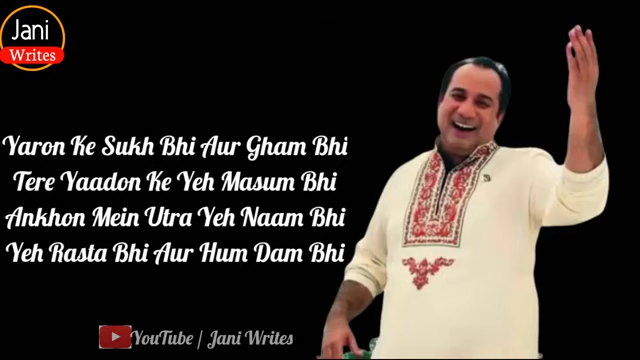 Jani
Writes
Yaron Ke Sukh Bhi Aur Gham Bhi
Tere Yaadon Ke Yeh Masum Bhi
Ankhon Mein Utra Yeh Naam Bhi
Yeh Rasta Bhi Aur Hum Dam Bhi
YouTube / Jani Writes